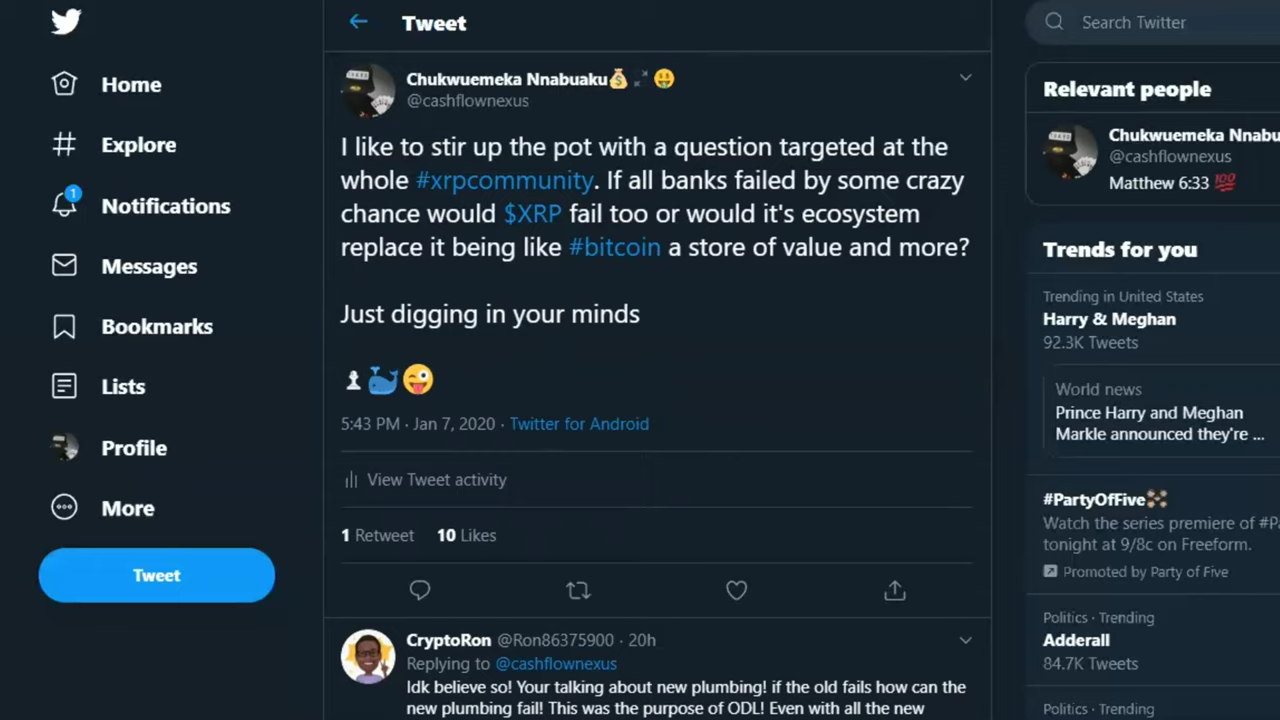 Tweet
Search Twitter
Home
Explore
1
Notifications
Messages
Bookmarks
Lists
Profile
More
Tweet
Chukwuemeka Nnabuaku
@cashflownexus
I like to stir up the pot with a question targeted at the
whole #xrpcommunity. If all banks failed by some crazy
chance would $XRP fail too or would it's ecosystem
replace it being like #bitcoin a store of value and more?
Just digging in your minds
5:43 PM · Jan 7, 2020 · Twitter for Android
View Tweet activity
1 Retweet 10 Likes
CryptoRon @Ron86375900 · 20h
Replying to @cashflownexus
Idk believe so! Your talking about new plumbing! if the old fails how can the
new plumbing fail! This was the purpose of ODL! Even with all the new
Relevant people
Chukwuemeka Nnabu
@cashflownexus
Matthew 6:33 💯
Trends for you
Trending in United States
Harry & Meghan
92.3K Tweets
World news
Prince Harry and Meghan
Markle announced they're ...
#PartyOfFive
Watch the series premiere of #Pa
tonight at 9/8c on Freeform.
Promoted by Party of Five
Politics · Trending
Adderall
84.7K Tweets
Politics · Trending